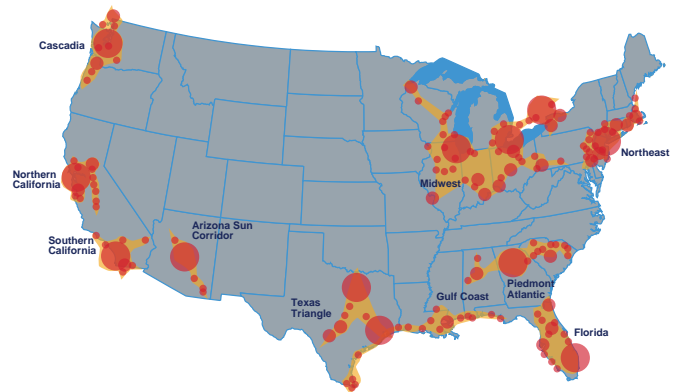 Cascadia
Northeast
Northern
California
Midwest
Arizona Sun
Corridor
Southern
California
Piedmont
Atlantic
Gulf Coast
Texas
Triangle
Florida